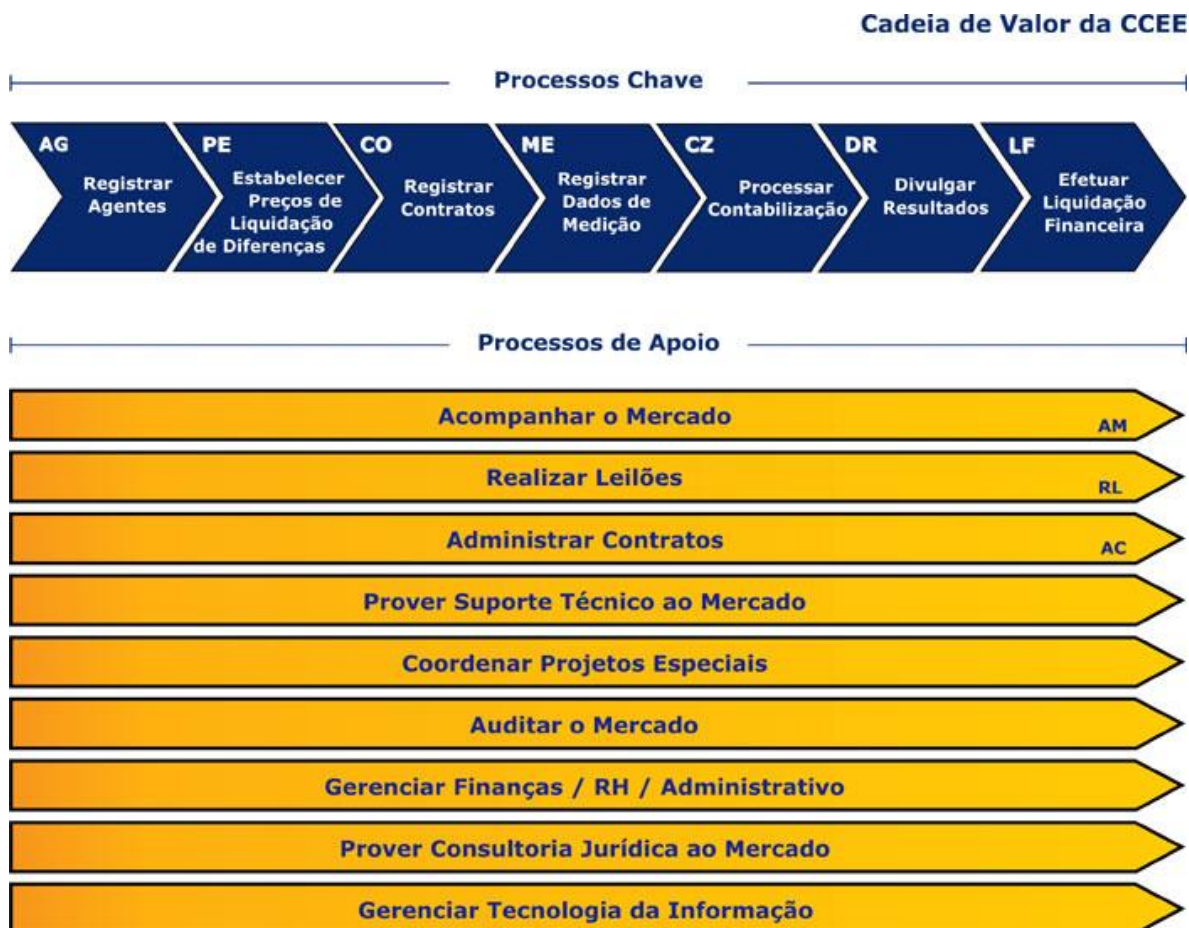 Cadeia de Valor da CCEE
Processos Chave
AG
Registrar
Agentes
PE
Estabelecer
Preços de
Liquidação
de Diferenças
CO
Registrar
Contratos
ME
Registrar
Dados de
Medição
CZ
Processar
Contabilização
DR
Divulgar
Resultados
LF
Efetuar
Liquidação
Financeira
Processos de Apoio
Acompanhar o Mercado
AM
Realizar Leilões
RL
Administrar Contratos
AC
Prover Suporte Técnico ao Mercado
Coordenar Projetos Especiais
Auditar o Mercado
Gerenciar Finanças / RH / Administrativo
Prover Consultoria Jurídica ao Mercado
Gerenciar Tecnologia da Informação